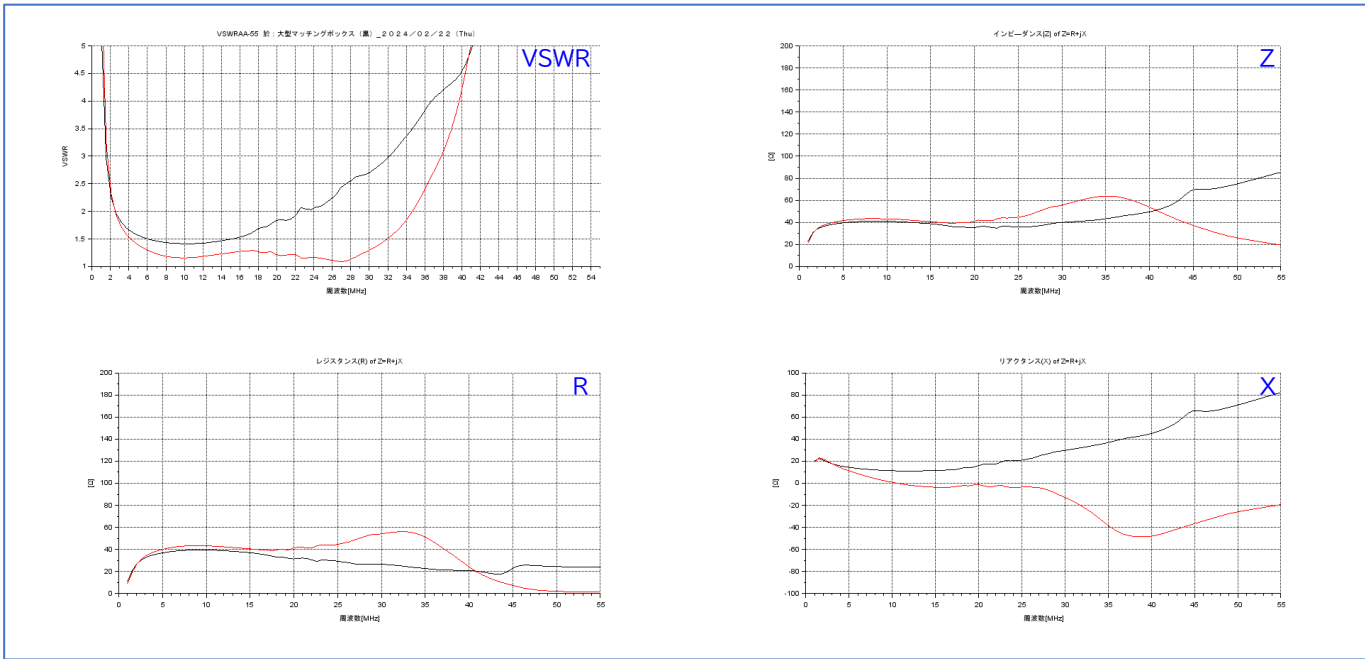 VSWRAA-55 於：大型マッチングボックス（黒）_２０２４／０２／２２（Thu）
VSWR
5
4.5
4
3.5
3
2.5
2
1.5
1
VSWR
0 2 4 6 8 10 12 14 16 18 20 22 24 26 28 30 32 34 36 38 40 42 44 46 48 50 52 54
周波数[MHz]
インピーダンス|Z| of Z=R+jX
Z
200
180
160
140
120
100
80
60
40
20
0
[Ω]
0 5 10 15 20 25 30 35 40 45 50 55
周波数[MHz]
レジスタンス(R) of Z=R+jX
R
200
180
160
140
120
100
80
60
40
20
0
[Ω]
0 5 10 15 20 25 30 35 40 45 50 55
周波数[MHz]
リアクタンス(X) of Z=R+jX
X
100
80
60
40
20
0
-20
-40
-60
-80
-100
[Ω]
0 5 10 15 20 25 30 35 40 45 50 55
周波数[MHz]